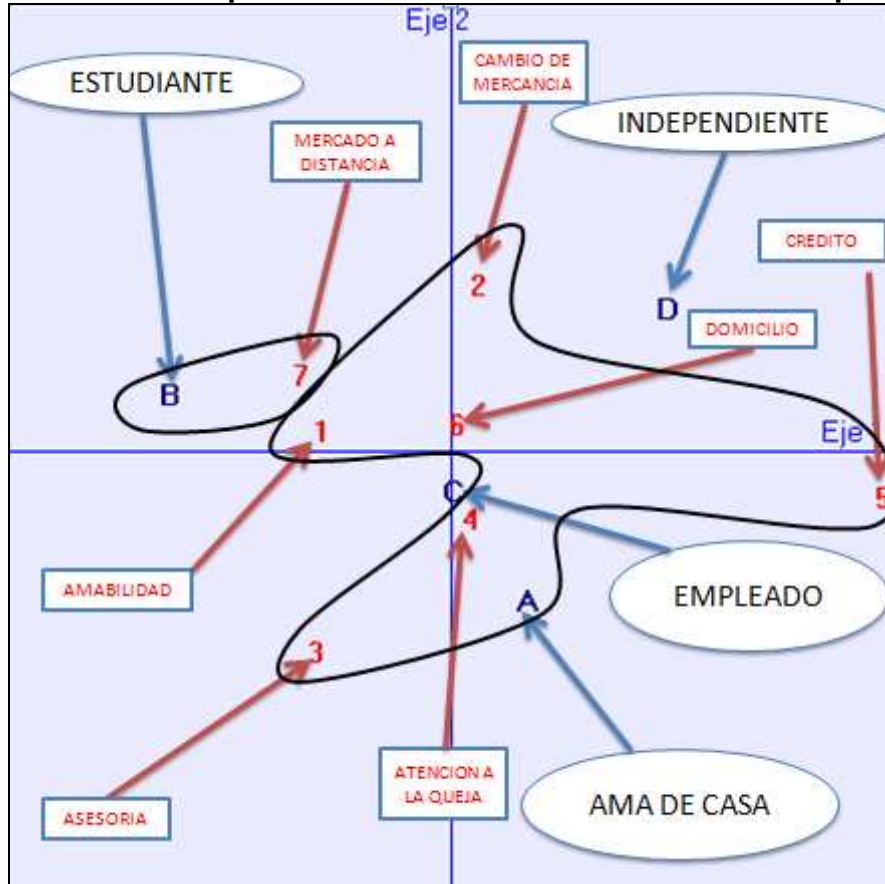 Eje 2
ESTUDIANTE
CAMBIO DE
MERCANCIA
INDEPENDIENTE
MERCADO A
DISTANCIA
CREDITO
2
D
DOMICILIO
7
B
6
1
Eje
C
5
4
AMABILIDAD
EMPLEADO
A
3
ATENCION A
LA QUEJA
AMA DE CASA
ASESORIA